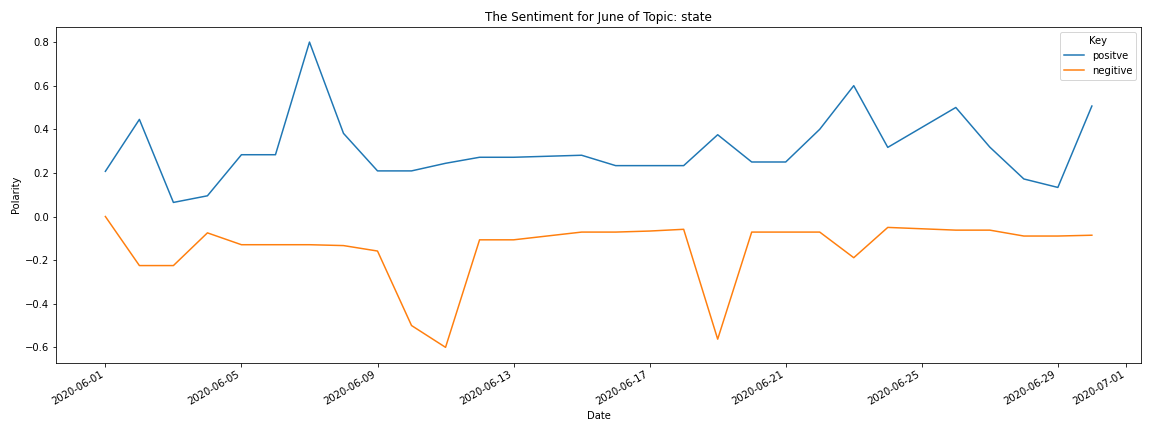 The Sentiment for June of Topic: state
Key
positve
negitive
Polarity
0.8
0.6
0.4
0.2
0.0
−0.2
−0.4
−0.6
2020-06-01
2020-06-05
2020-06-09
2020-06-13
2020-06-17
2020-06-21
2020-06-25
2020-06-29
2020-07-01
Date